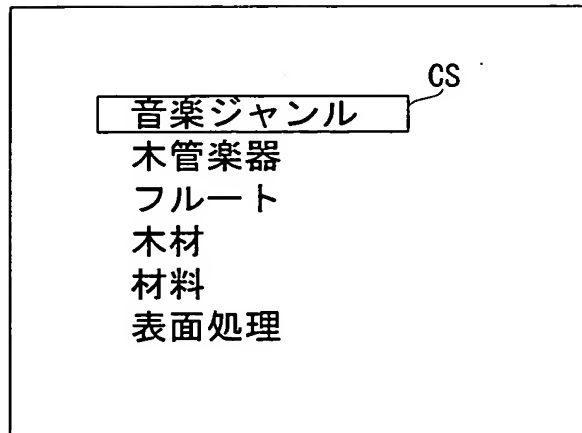 CS
音楽ジャンル
木管楽器
フルート
木材
材料
表面処理